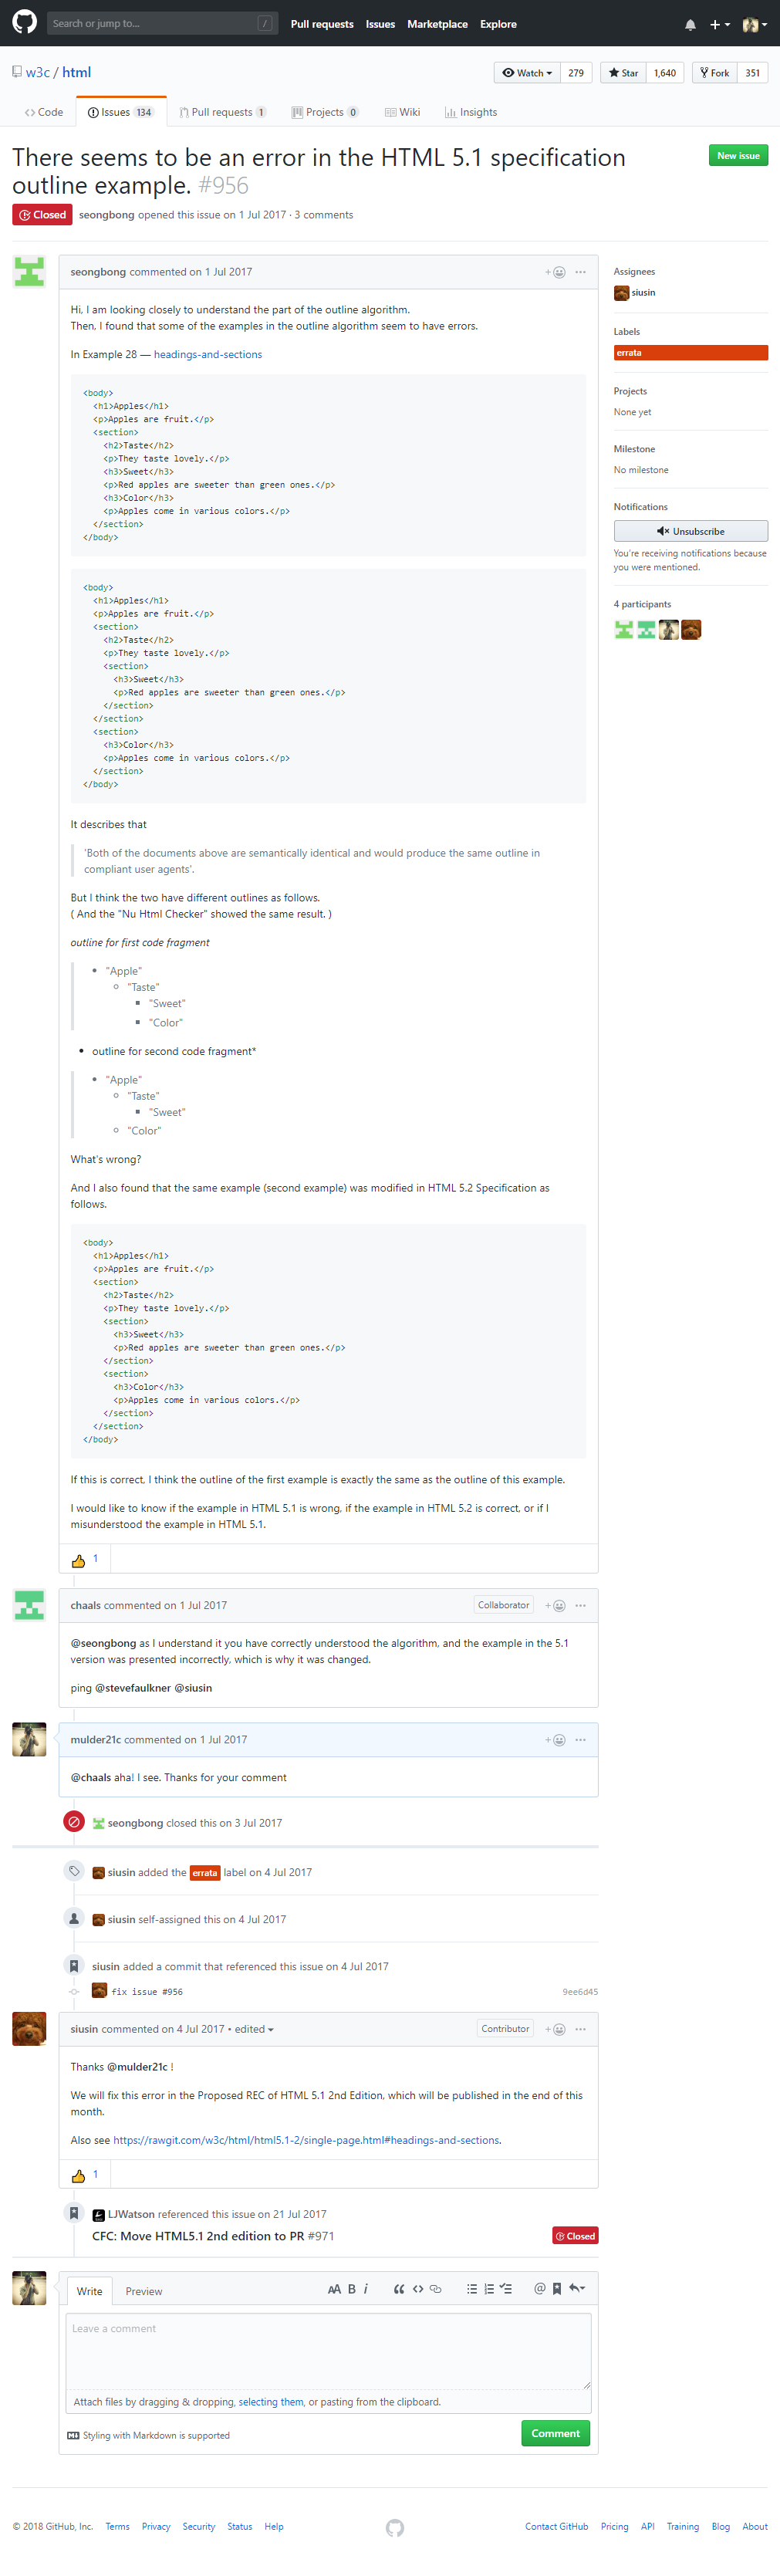 Search or jump to... /
Pull requests Issues Marketplace Explore
w3c / html
Watch 279 Star 1,640 Fork 351
Code Issues 134 Pull requests 1 Projects 0 Wiki Insights
There seems to be an error in the HTML 5.1 specification
outline example. #956
New issue
Closed seongbong opened this issue on 1 Jul 2017 · 3 comments
seongbong commented on 1 Jul 2017
Hi, I am looking closely to understand the part of the outline algorithm.
Then, I found that some of the examples in the outline algorithm seem to have errors.
In Example 28 — headings-and-sections
<body>
<h1>Apples</h1>
<p>Apples are fruit.</p>
<section>
<h2>Taste</h2>
<p>They taste lovely.</p>
<h3>Sweet</h3>
<p>Red apples are sweeter than green ones.</p>
<h3>Color</h3>
<p>Apples come in various colors.</p>
</section>
</body>
<body>
<h1>Apples</h1>
<p>Apples are fruit.</p>
<section>
<h2>Taste</h2>
<p>They taste lovely.</p>
<section>
<h3>Sweet</h3>
<p>Red apples are sweeter than green ones.</p>
</section>
</section>
<section>
<h3>Color</h3>
<p>Apples come in various colors.</p>
</section>
</body>
It describes that
'Both of the documents above are semantically identical and would produce the same outline in
compliant user agents'.
But I think the two have different outlines as follows.
( And the "Nu Html Checker" showed the same result. )
outline for first code fragment
• "Apple"
"Taste"
"Sweet"
"Color"
• outline for second code fragment*
• "Apple"
"Taste"
"Sweet"
"Color"
What's wrong?
And I also found that the same example (second example) was modified in HTML 5.2 Specification as
follows.
<body>
<h1>Apples</h1>
<p>Apples are fruit.</p>
<section>
<h2>Taste</h2>
<p>They taste lovely.</p>
<section>
<h3>Sweet</h3>
<p>Red apples are sweeter than green ones.</p>
</section>
<section>
<h3>Color</h3>
<p>Apples come in various colors.</p>
</section>
</section>
</body>
If this is correct, I think the outline of the first example is exactly the same as the outline of this example.
I would like to know if the example in HTML 5.1 is wrong, if the example in HTML 5.2 is correct, or if I
misunderstood the example in HTML 5.1.
1
Assignees
siusin
Labels
errata
Projects
None yet
Milestone
No milestone
Notifications
Unsubscribe
You're receiving notifications because
you were mentioned.
4 participants
chaals commented on 1 Jul 2017 Collaborator
@seongbong as I understand it you have correctly understood the algorithm, and the example in the 5.1
version was presented incorrectly, which is why it was changed.
ping @stevefaulkner @siusin
mulder21c commented on 1 Jul 2017
@chaals aha! I see. Thanks for your comment
seongbong closed this on 3 Jul 2017
siusin added the errata label on 4 Jul 2017
siusin self-assigned this on 4 Jul 2017
siusin added a commit that referenced this issue on 4 Jul 2017
fix issue #956 9ee6d45
siusin commented on 4 Jul 2017 • edited Contributor
Thanks @mulder21c !
We will fix this error in the Proposed REC of HTML 5.1 2nd Edition, which will be published in the end of this
month.
Also see https://rawgit.com/w3c/html/html5.1-2/single-page.html#headings-and-sections.
1
LJWatson referenced this issue on 21 Jul 2017
CFC: Move HTML5.1 2nd edition to PR #971 Closed
Write Preview AA B i @
Leave a comment
Attach files by dragging & dropping, selecting them, or pasting from the clipboard.
Styling with Markdown is supported
Comment
© 2018 GitHub, Inc. Terms Privacy Security Status Help Contact GitHub Pricing API Training Blog About